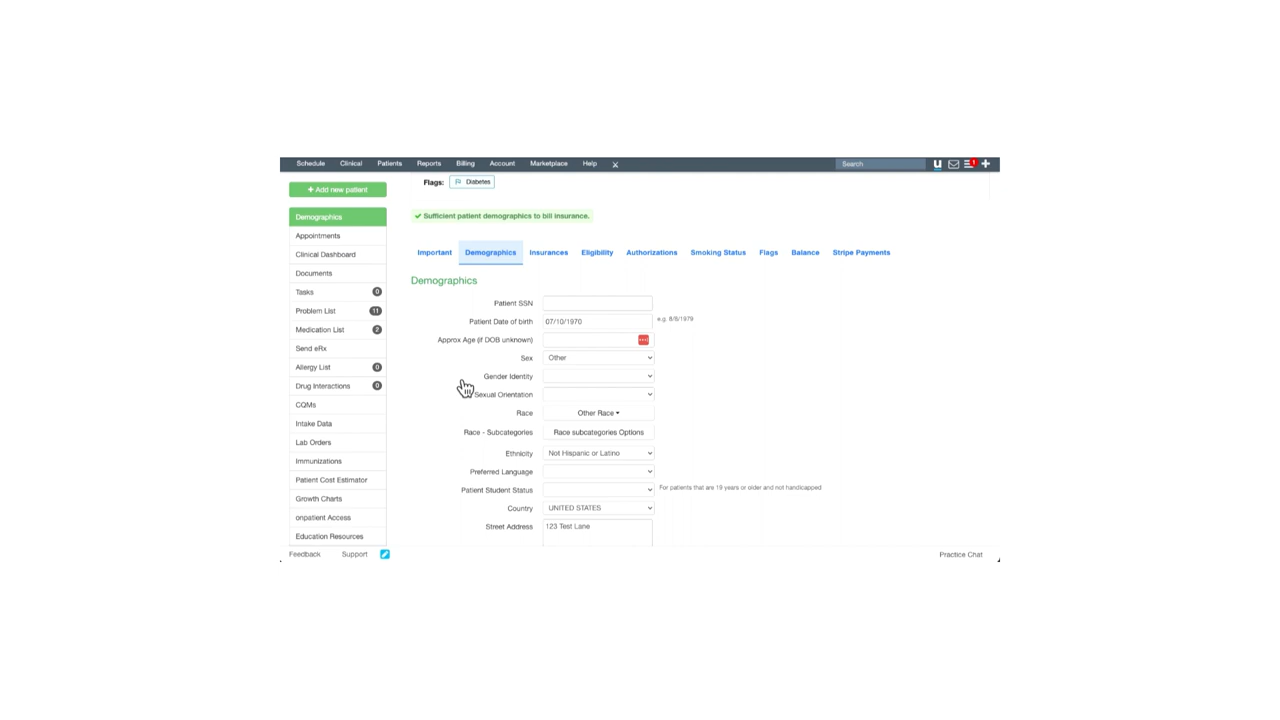 Schedule Clinical Patients Reports Billing Account Marketplace Help Search 1
Flags: Diabetes
+ Add new patient
Demographics
Appointments
Clinical Dashboard
Documents
Tasks 0
Problem List 11
Medication List 2
Send eRx
Allergy List 0
Drug Interactions 0
CQMs
Intake Data
Lab Orders
Immunizations
Patient Cost Estimator
Growth Charts
onpatient Access
Education Resources
Sufficient patient demographics to bill insurance.
Important Demographics Insurances Eligibility Authorizations Smoking Status Flags Balance Stripe Payments
Demographics
Patient SSN
Patient Date of birth 07/10/1970 e.g. 8/8/1979
Approx Age (if DOB unknown)
Sex Other
Gender Identity
Sexual Orientation
Race Other Race
Race - Subcategories Race subcategories Options
Ethnicity Not Hispanic or Latino
Preferred Language
Patient Student Status For patients that are 19 years or order and not handicapped
Country UNITED STATES
Street Address 123 Test Lane
Feedback Support Practice Chat